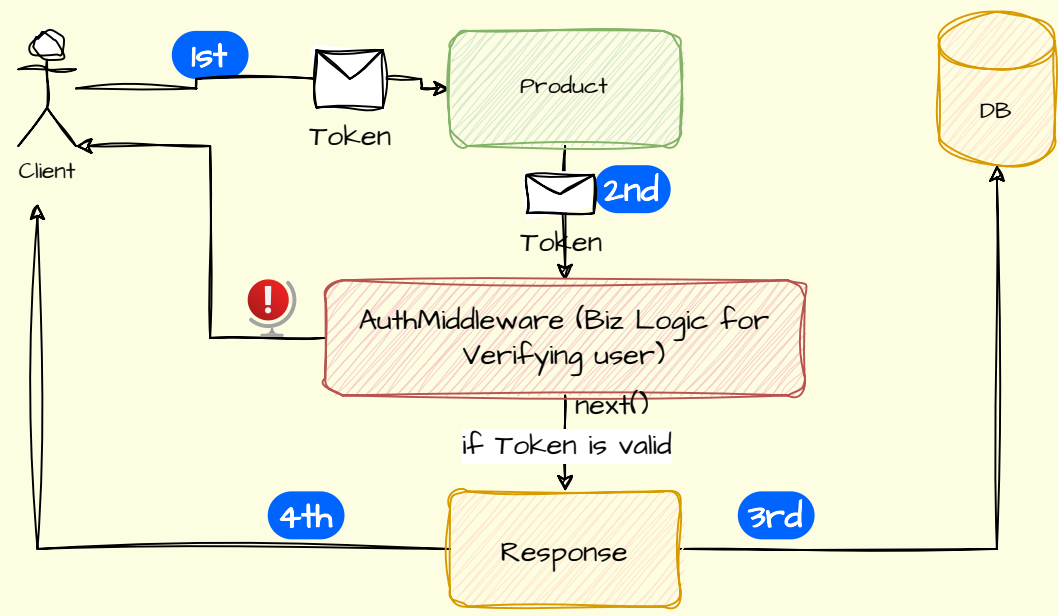 1st
Product
DB
Token
Client
2nd
Token
AuthMiddleware (Biz Logic for
Verifying user)
next()
if Token is valid
4th
3rd
Response